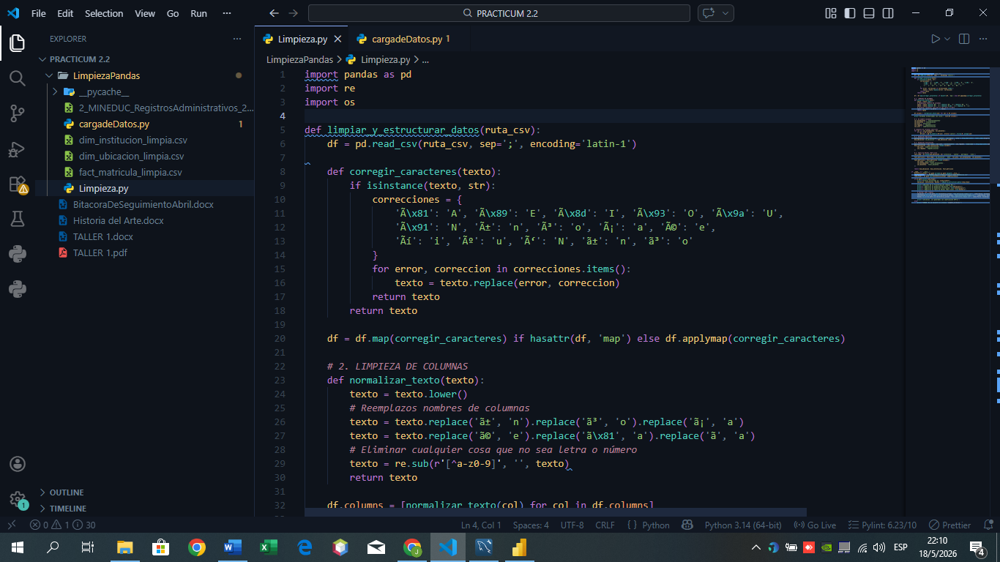 File Edit Selection View Go Run ···
PRACTICUM 2.2
EXPLORER ···
PRACTICUM 2.2
LimpiezaPandas
__pycache__
2_MINEDUC_RegistrosAdministrativos_2...
cargadeDatos.py 1
dim_institucion_limpia.csv
dim_ubicacion_limpia.csv
fact_matricula_limpia.csv
Limpieza.py
BitacoraDeSeguimientoAbril.docx
Historia del Arte.docx
TALLER 1.docx
TALLER 1.pdf
OUTLINE
TIMELINE
Limpieza.py
cargadeDatos.py 1
LimpiezaPandas > Limpieza.py > ...
1 import pandas as pd
2 import re
3 import os
4
5 def limpiar_y_estructurar_datos(ruta_csv):
6 df = pd.read_csv(ruta_csv, sep=';', encoding='latin-1')
7
8 def corregir_caracteres(texto):
9 if isinstance(texto, str):
10 correcciones = {
11 'Ã\x81': 'A', 'Ã\x89': 'E', 'Ã\x8d': 'I', 'Ã\x93': 'O', 'Ã\x9a': 'U',
12 'Ã\x91': 'N', 'Ã±': 'n', 'Ã³': 'o', 'Ã¡': 'a', 'Ã©': 'e',
13 'Ãí': 'i', 'Ãº': 'u', 'Ã‘': 'N', 'ã±': 'n', 'ã³': 'o'
14 }
15 for error, correccion in correcciones.items():
16 texto = texto.replace(error, correccion)
17 return texto
18 return texto
19
20 df = df.map(corregir_caracteres) if hasattr(df, 'map') else df.applymap(corregir_caracteres)
21
22 # 2. LIMPIEZA DE COLUMNAS
23 def normalizar_texto(texto):
24 texto = texto.lower()
25 # Reemplazos nombres de columnas
26 texto = texto.replace('ã±', 'n').replace('ã³', 'o').replace('ã¡', 'a')
27 texto = texto.replace('ã©', 'e').replace('ã\x81', 'a').replace('ã', 'a')
28 # Eliminar cualquier cosa que no sea letra o número
29 texto = re.sub(r'[^a-z0-9]', '', texto)
30 return texto
31
32 df.columns = [normalizar_texto(col) for col in df.columns]
1
0 1 30
Ln 4, Col 1 Spaces: 4 UTF-8 CRLF { } Python Python 3.14 (64-bit) Go Live Pylint: 6.23/10 Prettier
ESP
22:10
18/5/2026
4